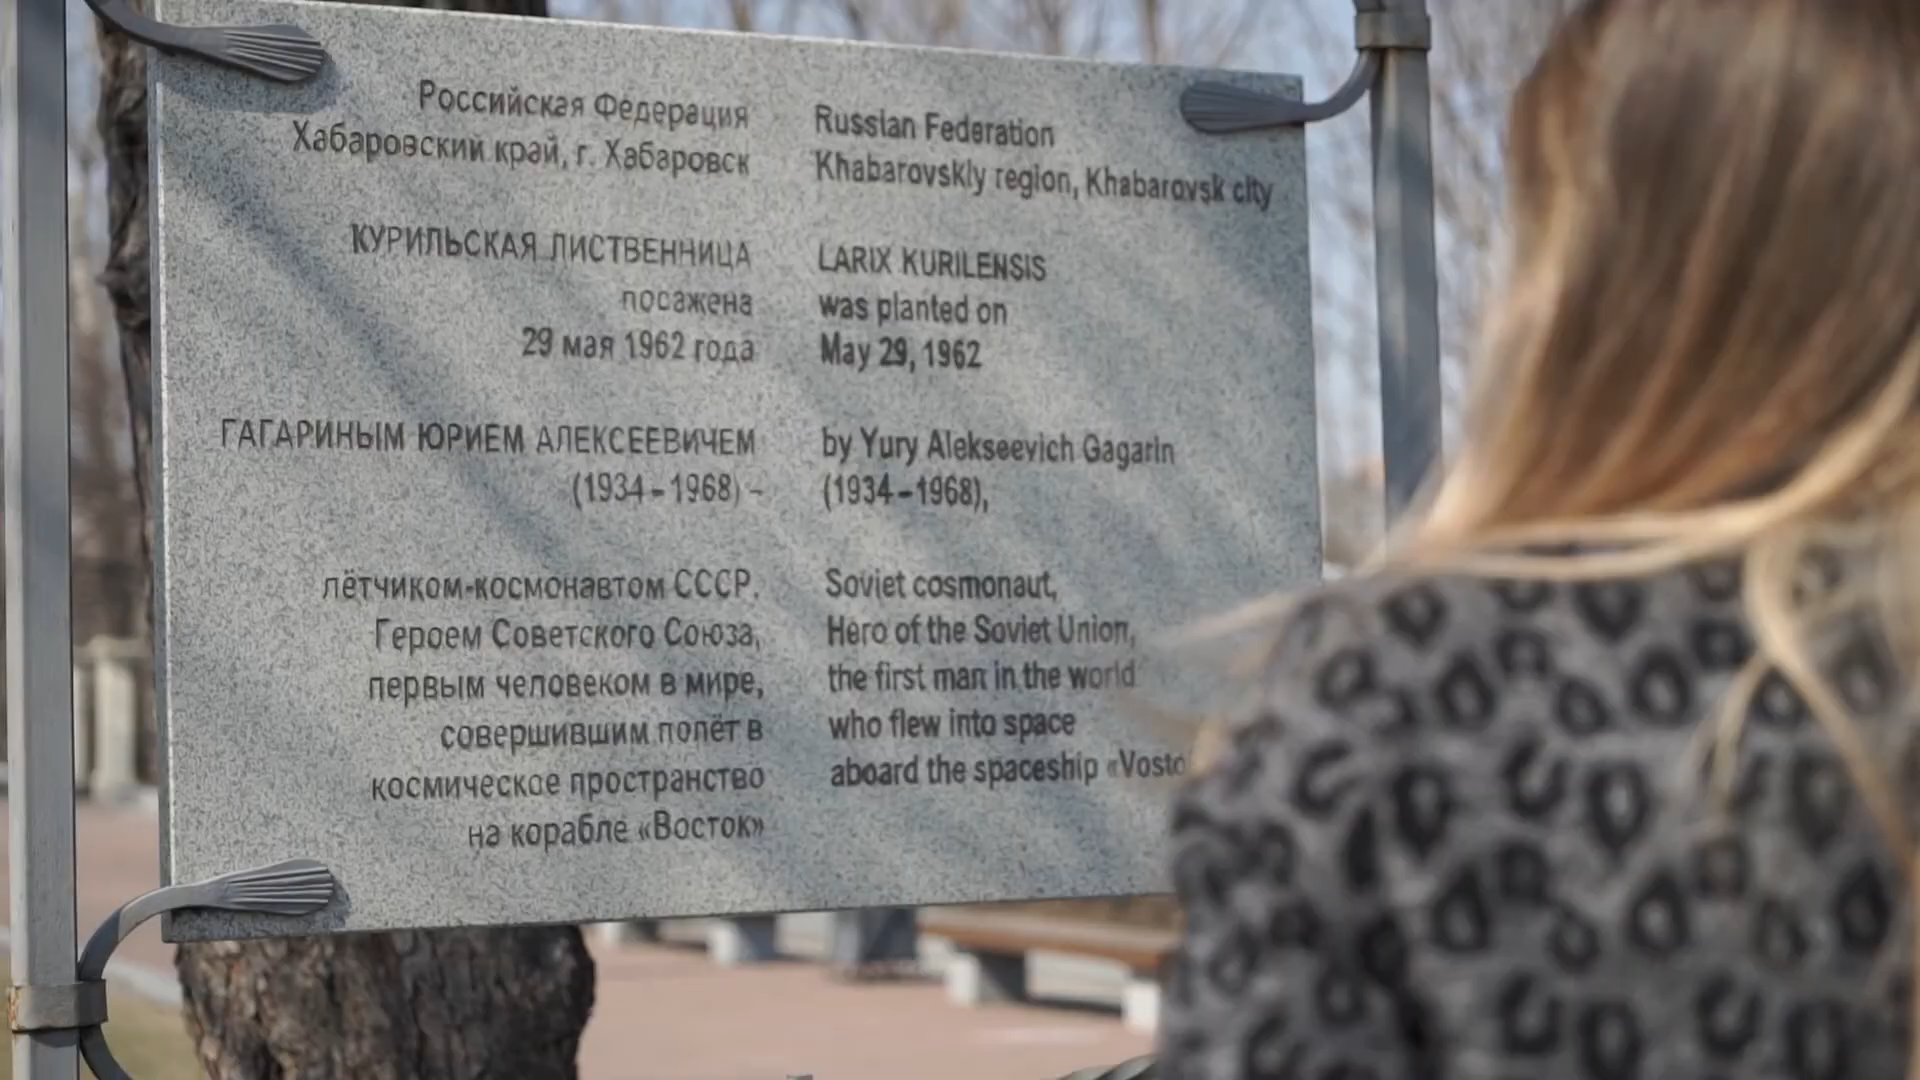 Российская Федерация
Хабаровский край, г. Хабаровск
КУРИЛЬСКАЯ ЛИСТВЕННИЦА
посажена
29 мая 1962 года
ГАГАРИНЫМ ЮРИЕМ АЛЕКСЕЕВИЧЕМ
(1934-1968) –
лётчиком-космонавтом СССР,
Героем Советского Союза,
первым человеком в мире,
совершившим полёт в
космическое пространство
на корабле «Восток»
Russian Federation
Khabarovskiy region, Khabarovsk city
LARIX KURILENSIS
was planted on
May 29, 1962
by Yury Alekseevich Gagarin
(1934–1968),
Soviet cosmonaut,
Hero of the Soviet Union,
the first man in the world
who flew into space
aboard the spaceship